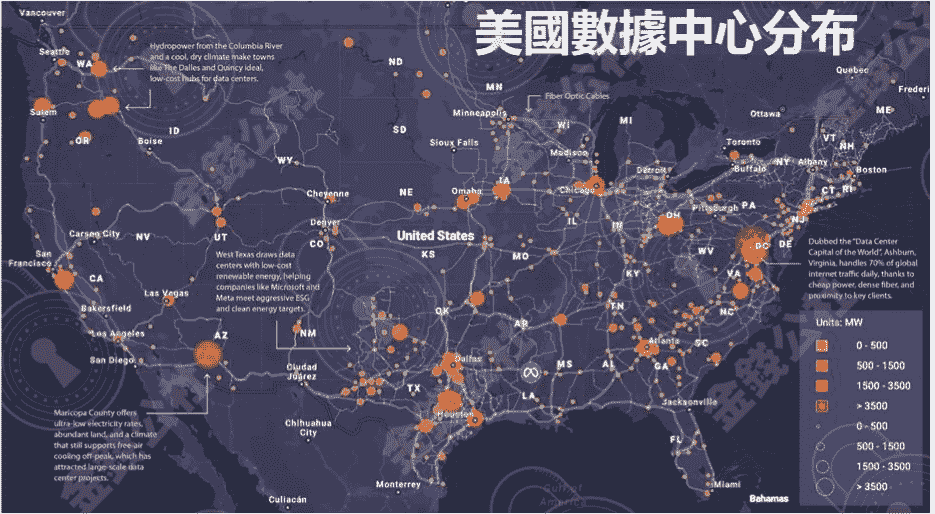 美國數據中心分布
Vancouver
Seattle
WA
Hydropower from the Columbia River
and a cool, dry climate make towns
like The Dalles and Quincy ideal,
low-cost hubs for data centers.
ND
MN
Quebec
Frederi
Fiber Optic Cables
Ottawa
ME
Salem
Minneapolis
WI
MI
VT
NH
OR
ID
Boise
SD
Sioux Falls
Madison
Toronto
Buffalo
NY
Albany
Boston
WY
IA
Detroit
CT
RI
Cheyenne
NE
Omaha
Chicago
Pittsburgh
PA
NJ
Carson City
NV
UT
Denver
CO
United States
IL
IN
OH
DC
DE
San
Francisco
CA
West Texas draws data
centers with low-cost
renewable energy, helping
companies like Microsoft and
Meta meet aggressive ESG
and clean energy targets.
KS
MO
KY
WV
VA
Dubbed the "Data Center
Capital of the World", Ashburn,
Virginia, handles 70% of global
internet traffic daily, thanks to
cheap power, dense fiber, and
proximity to key clients.
Las Vegas
Bakersfield
OK
AR
TN
NC
Los Angeles
AZ
NM
Units: MW
San Diego
Dallas
MS
AL
Atlanta
GA
SC
0 - 500
500 - 1500
1500 - 3500
> 3500
0 - 500
500 - 1500
1500 - 3500
> 3500
Ciudad
Juárez
TX
LA
Jacksonville
Maricopa County offers
ultra-low electricity rates,
abundant land, and a climate
that still supports free-air
cooling off-peak, which has
attracted large-scale data
center projects.
Chihuahua
City
Houston
FL
Monterrey
Miami
Culiacán
Gulf of
America
Bahamas